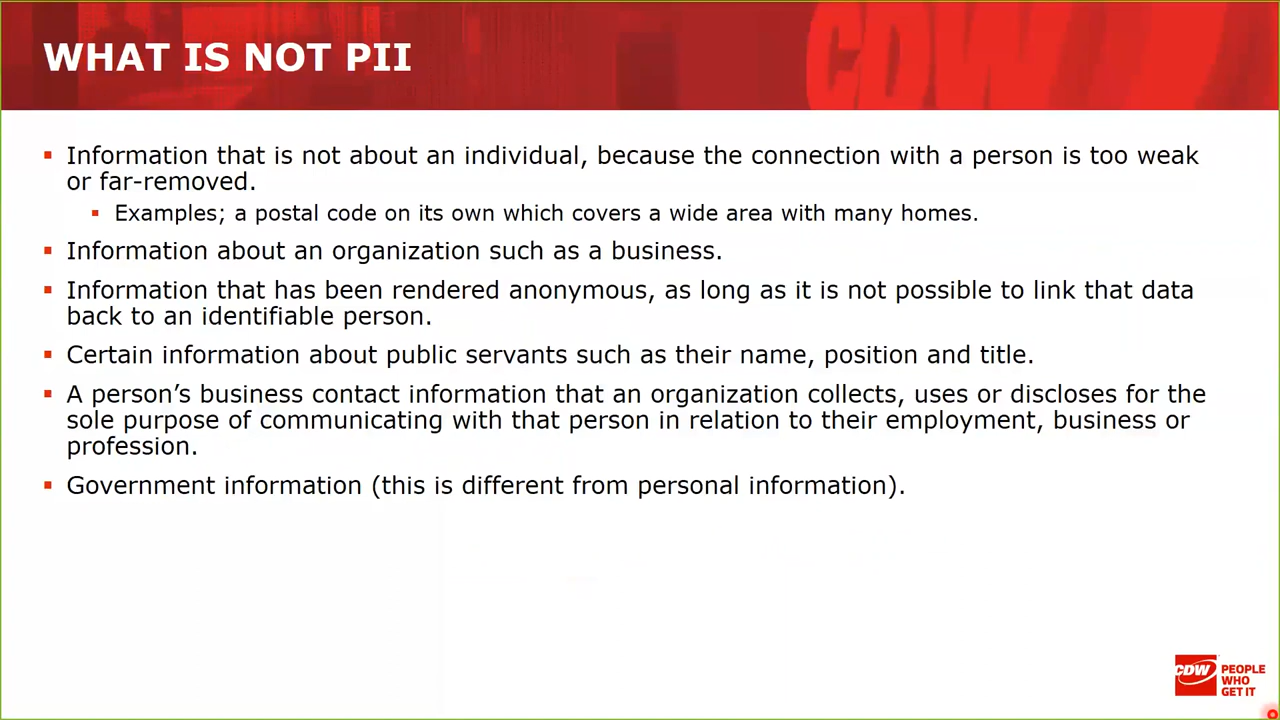 WHAT IS NOT PII
CDW
Information that is not about an individual, because the connection with a person is too weak
or far-removed.
Examples; a postal code on its own which covers a wide area with many homes.
Information about an organization such as a business.
Information that has been rendered anonymous, as long as it is not possible to link that data
back to an identifiable person.
Certain information about public servants such as their name, position and title.
A person’s business contact information that an organization collects, uses or discloses for the
sole purpose of communicating with that person in relation to their employment, business or
profession.
Government information (this is different from personal information).
CDW
PEOPLE
WHO
GET IT